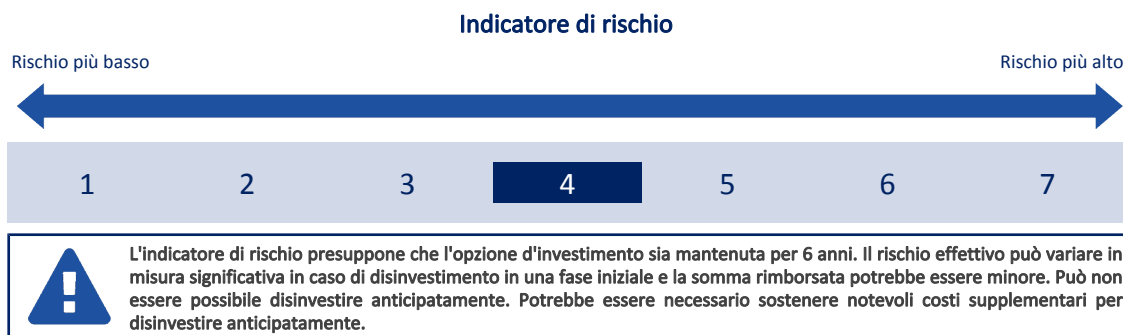 Indicatore di rischio
Rischio più basso Rischio più alto
1 2 3 4 5 6 7
L'indicatore di rischio presuppone che l'opzione d'investimento sia mantenuta per 6 anni. Il rischio effettivo può variare in
misura significativa in caso di disinvestimento in una fase iniziale e la somma rimborsata potrebbe essere minore. Può non
essere possibile disinvestire anticipatamente. Potrebbe essere necessario sostenere notevoli costi supplementari per
disinvestire anticipatamente.